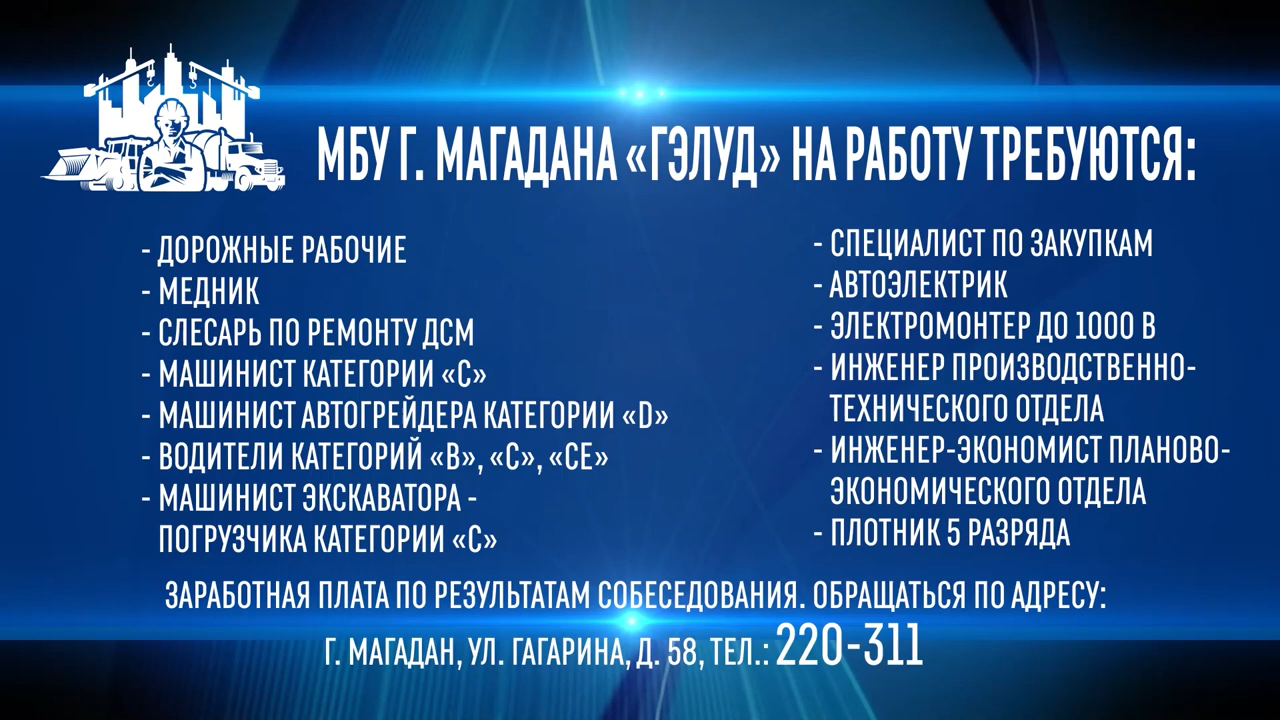 МБУ Г. МАГАДАНА «ГЭЛУД» НА РАБОТУ ТРЕБУЮТСЯ:
- ДОРОЖНЫЕ РАБОЧИЕ
- МЕДНИК
- СЛЕСАРЬ ПО РЕМОНТУ ДСМ
- МАШИНИСТ КАТЕГОРИИ «С»
- МАШИНИСТ АВТОГРЕЙДЕРА КАТЕГОРИИ «D»
- ВОДИТЕЛИ КАТЕГОРИЙ «В», «С», «СЕ»
- МАШИНИСТ ЭКСКАВАТОРА -
ПОГРУЗЧИКА КАТЕГОРИИ «С»
- СПЕЦИАЛИСТ ПО ЗАКУПКАМ
- АВТОЭЛЕКТРИК
- ЭЛЕКТРОМОНТЕР ДО 1000 В
- ИНЖЕНЕР ПРОИЗВОДСТВЕННО-
ТЕХНИЧЕСКОГО ОТДЕЛА
- ИНЖЕНЕР-ЭКОНОМИСТ ПЛАНОВО-
ЭКОНОМИЧЕСКОГО ОТДЕЛА
- ПЛОТНИК 5 РАЗРЯДА
ЗАРАБОТНАЯ ПЛАТА ПО РЕЗУЛЬТАТАМ СОБЕСЕДОВАНИЯ. ОБРАЩАТЬСЯ ПО АДРЕСУ:
Г. МАГАДАН, УЛ. ГАГАРИНА, Д. 58, ТЕЛ.: 220-311